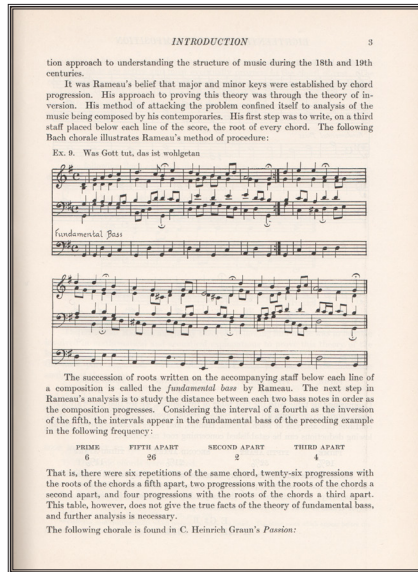 INTRODUCTION 3
tion approach to understanding the structure of music during the 18th and 19th
centuries.
It was Rameau's belief that major and minor keys were established by chord
progression. His approach to proving this theory was through the theory of in-
version. His method of attacking the problem confined itself to analysis of the
music being composed by his contemporaries. His first step was to write, on a third
staff placed below each line of the score, the root of every chord. The following
Bach chorale illustrates Rameau's method of procedure:
Ex. 9. Was Gott tut, das ist wohlgetan
Fundamental Bass
The succession of roots written on the accompanying staff below each line of
a composition is called the fundamental bass by Rameau. The next step in
Rameau's analysis is to study the distance between each two bass notes in order as
the composition progresses. Considering the interval of a fourth as the inversion
of the fifth, the intervals appear in the fundamental bass of the preceding example
in the following frequency:
PRIME FIFTH APART SECOND APART THIRD APART
6 26 2 4
That is, there were six repetitions of the same chord, twenty-six progressions with
the roots of the chords a fifth apart, two progressions with the roots of the chords a
second apart, and four progressions with the roots of the chords a third apart.
This table, however, does not give the true facts of the theory of fundamental bass,
and further analysis is necessary.
The following chorale is found in C. Heinrich Graun's Passion: